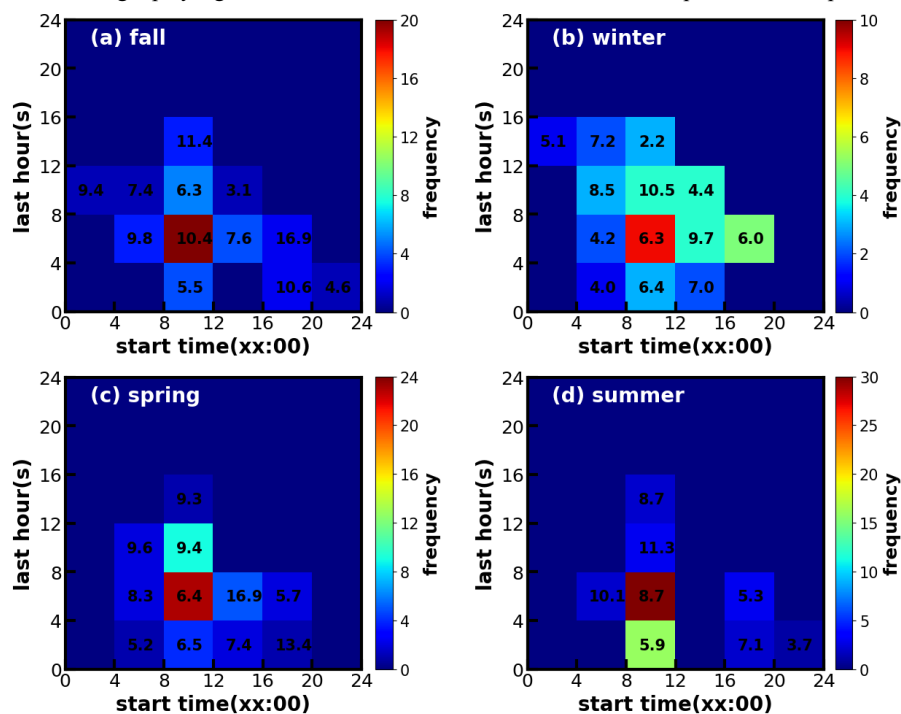 (a) fall
24
20
16
12
8
4
0
last hour(s)
11.4
9.4 7.4 6.3 3.1
9.8 10.4 7.6 16.9
5.5 10.6 4.6
0 4 8 12 16 20 24
start time(xx:00)
20
16
12
8
4
0
frequency
(b) winter
24
20
16
12
8
4
0
last hour(s)
5.1 7.2 2.2
8.5 10.5 4.4
4.2 6.3 9.7 6.0
4.0 6.4 7.0
0 4 8 12 16 20 24
start time(xx:00)
10
8
6
4
2
0
frequency
(c) spring
24
20
16
12
8
4
0
last hour(s)
9.3
9.6 9.4
8.3 6.4 16.9 5.7
5.2 6.5 7.4 13.4
0 4 8 12 16 20 24
start time(xx:00)
24
20
16
12
8
4
0
frequency
(d) summer
24
20
16
12
8
4
0
last hour(s)
8.7
11.3
10.1 8.7 5.3
5.9 7.1 3.7
0 4 8 12 16 20 24
start time(xx:00)
30
25
20
15
10
5
0
frequency